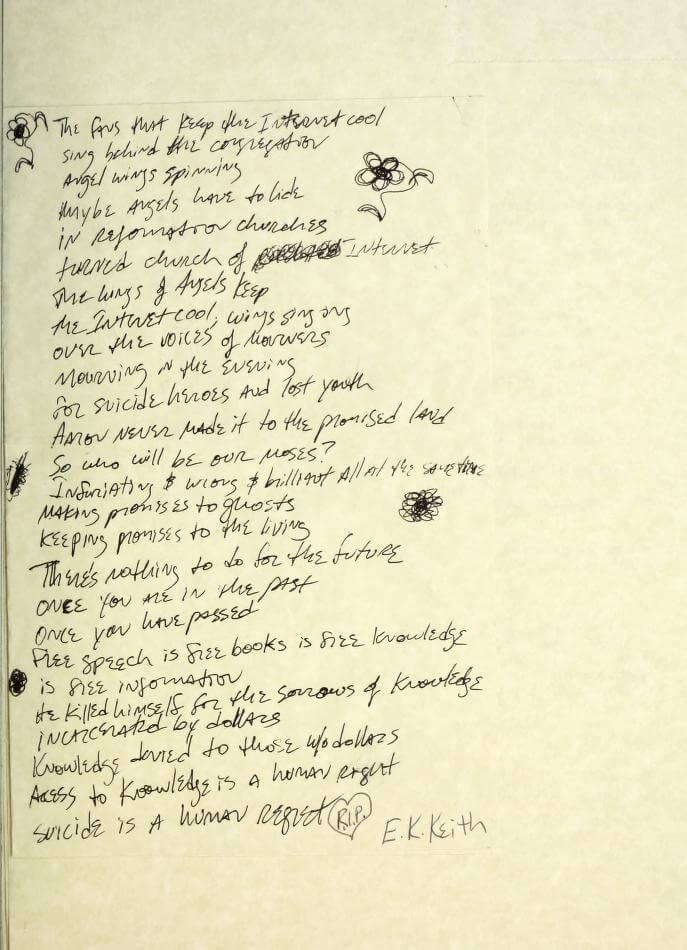 The fans that keep the Internet cool
sing behind the congregation
Angel wings spinning
Maybe Angels have to hide
in reformation churches
turned church of Internet
The wings of Angels keep
the Internet cool, wings sing song
over the voices of Mourners
Mourning in the evening
for suicide heroes and lost youth
Aaron never made it to the promised land
So who will be our Moses?
Infuriating & wrong & brilliant all at the same time
Making promises to ghosts
Keeping promises to the living
There's nothing to do for the future
once you are in the past
once you have passed
Free speech is free books is free knowledge
is free information
He killed himself for the sorrows of knowledge
incarcerated by dollars
Knowledge denied to those w/o dollars
Access to Knowledge is a human right
suicide is a human regret R.I.P.
E.K.Keith